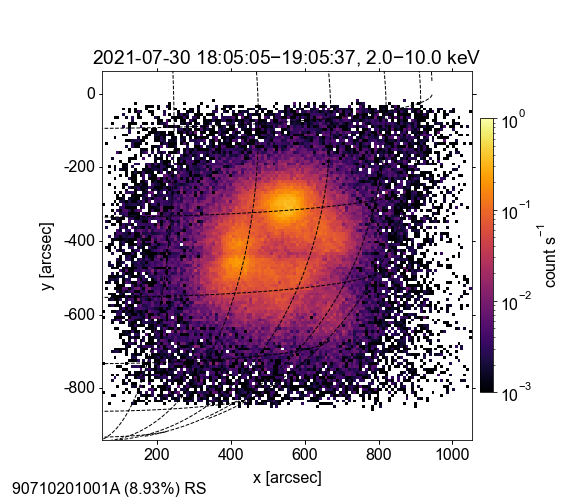 2021-07-30 18:05:05−19:05:37, 2.0−10.0 keV
0
-200
-400
-600
-800
y [arcsec]
200 400 600 800 1000
x [arcsec]
10⁰
10⁻¹
10⁻²
10⁻³
count s⁻¹
90710201001A (8.93%) RS